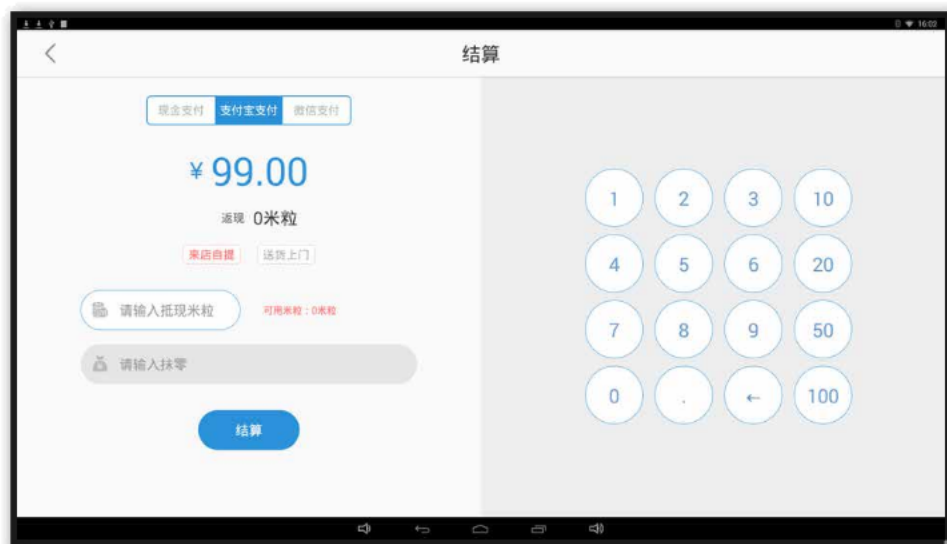 16:02
结算
现金支付 支付宝支付 微信支付
¥ 99.00
返现 0米粒
来店自提 送货上门
请输入抵现米粒 可用米粒：0米粒
请输入抹零
结算
1 2 3 10
4 5 6 20
7 8 9 50
0 . ← 100